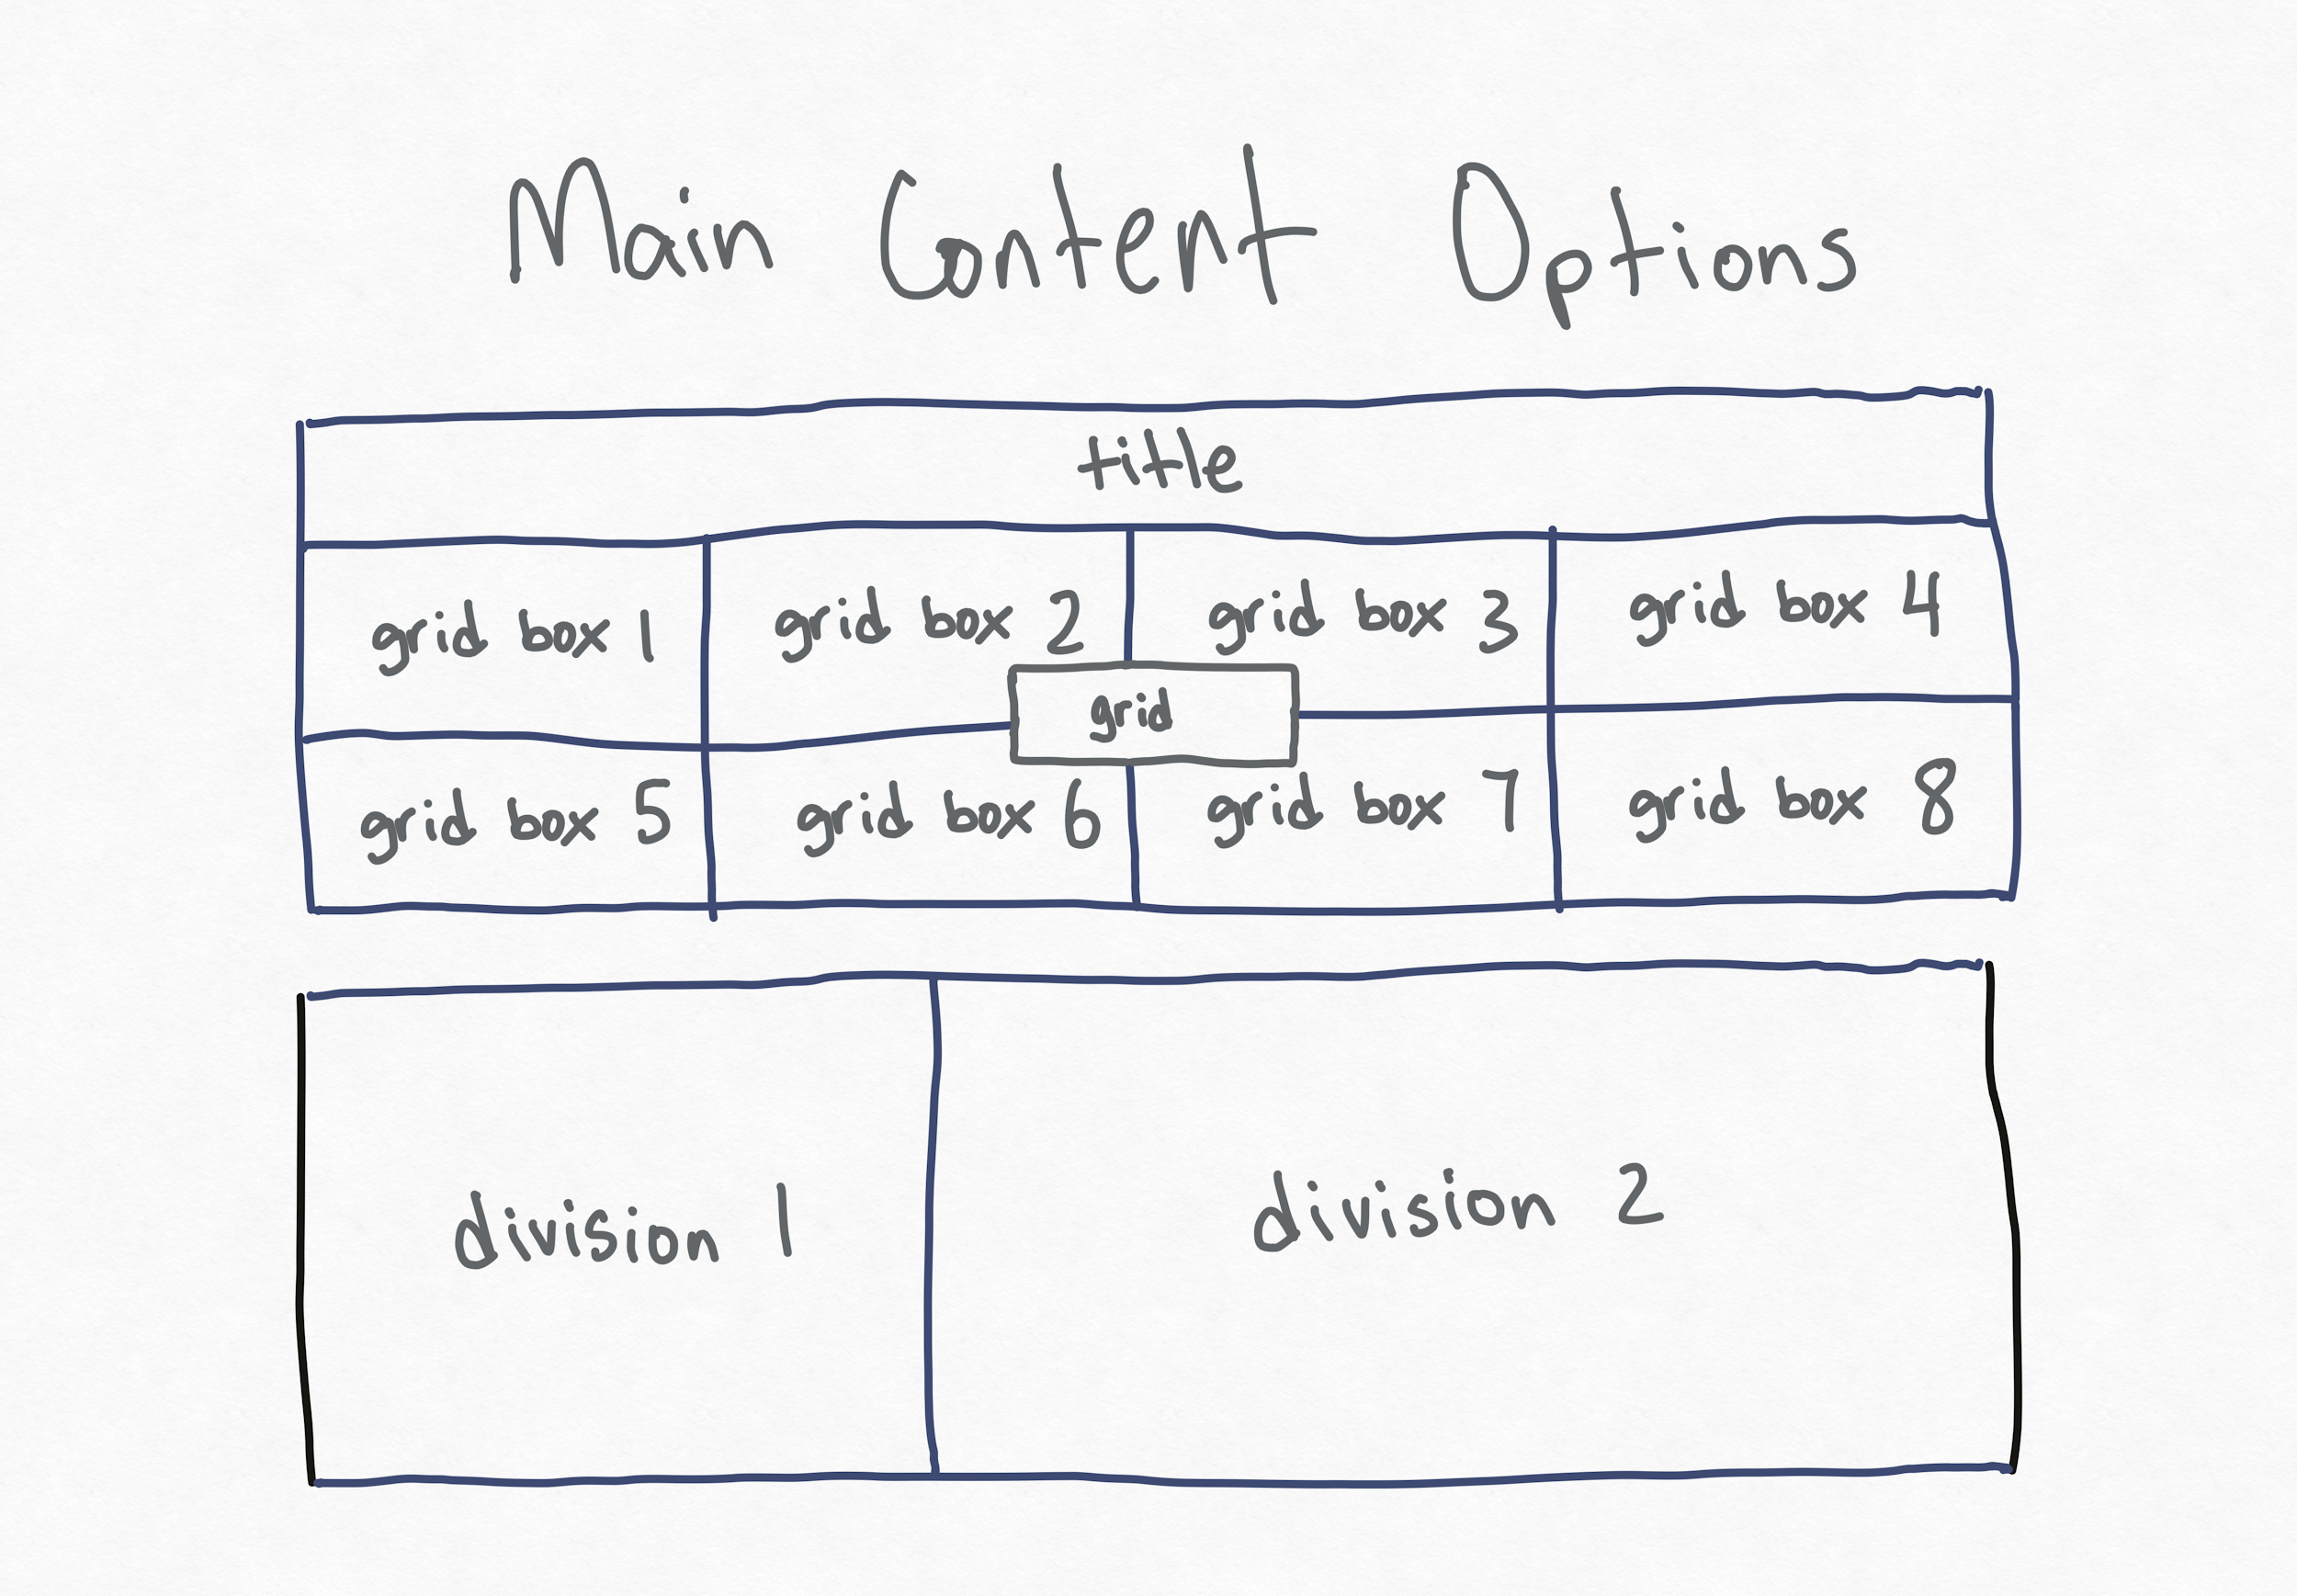 Main Content Options
title
grid box 1 grid box 2 grid box 3 grid box 4
grid
grid box 5 grid box 6 grid box 7 grid box 8
division 1 division 2